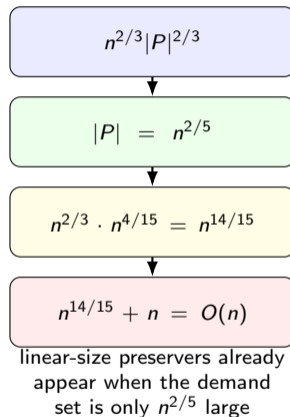 n^{2/3}|P|^{2/3}
|P| = n^{2/5}
n^{2/3} · n^{4/15} = n^{14/15}
n^{14/15} + n = O(n)
linear-size preservers already
appear when the demand
set is only n^{2/5} large